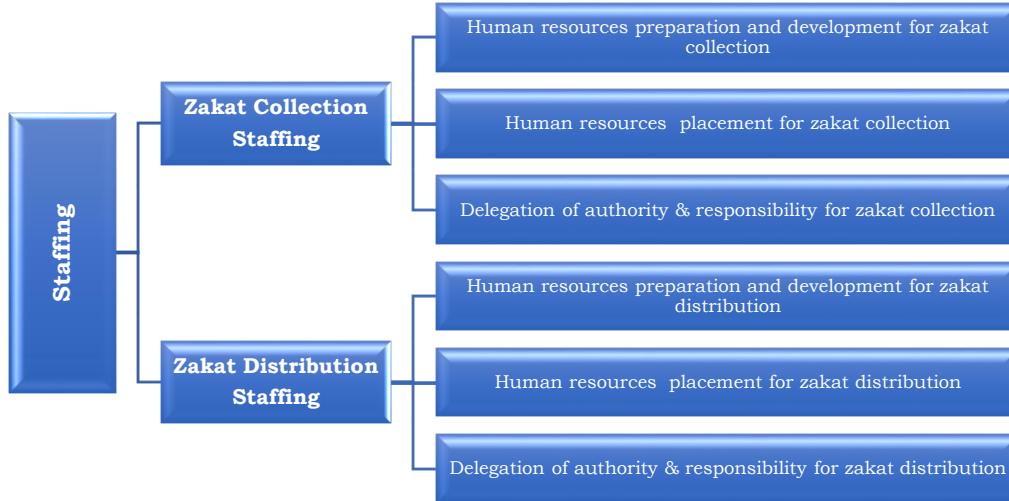 Staffing
Zakat Collection
Staffing
Human resources preparation and development for zakat
collection
Human resources  placement for zakat collection
Delegation of authority & responsibility for zakat collection
Zakat Distribution
Staffing
Human resources preparation and development for zakat
distribution
Human resources  placement for zakat distribution
Delegation of authority & responsibility for zakat distribution